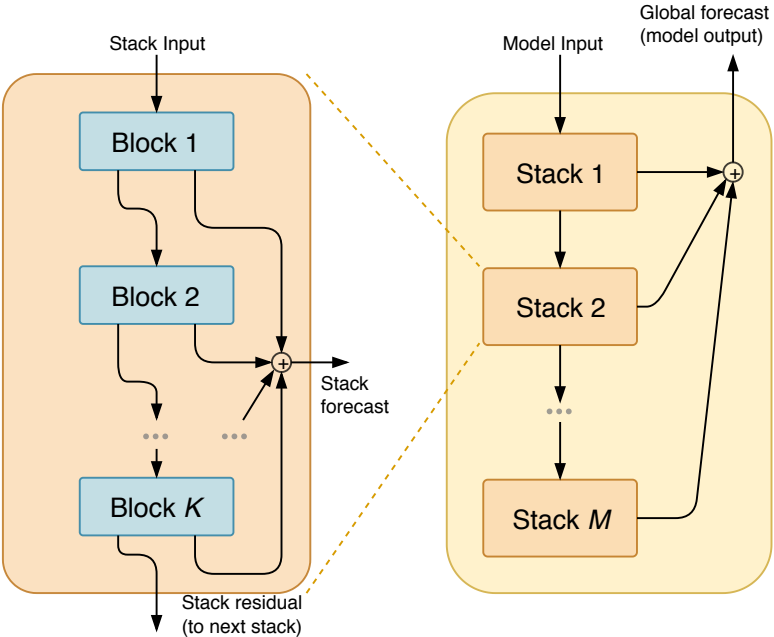 Stack Input
Block 1
Block 2
+
Stack
forecast
...
...
Block K
Stack residual
(to next stack)
Global forecast
(model output)
Model Input
Stack 1
+
Stack 2
...
Stack M